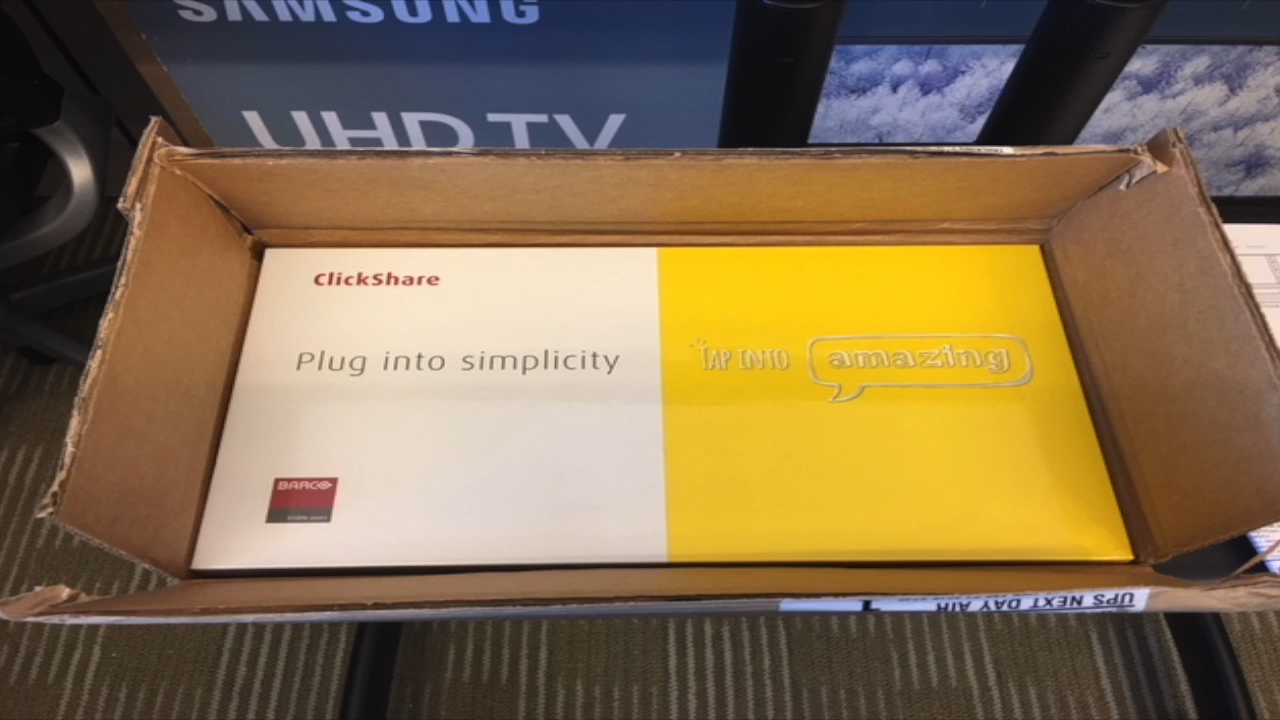 SAMSUNG
UHD TV
ClickShare
Plug into simplicity
TAP INTO amazing
BARCO
UPS NEXT DAY AIR